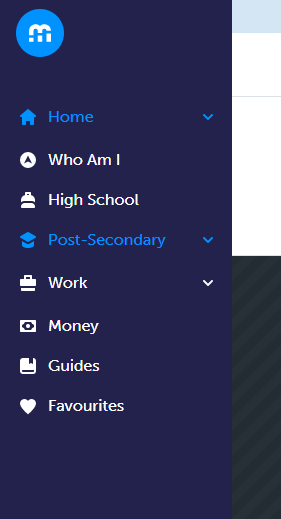 Home
Who Am I
High School
Post-Secondary
Work
Money
Guides
Favourites